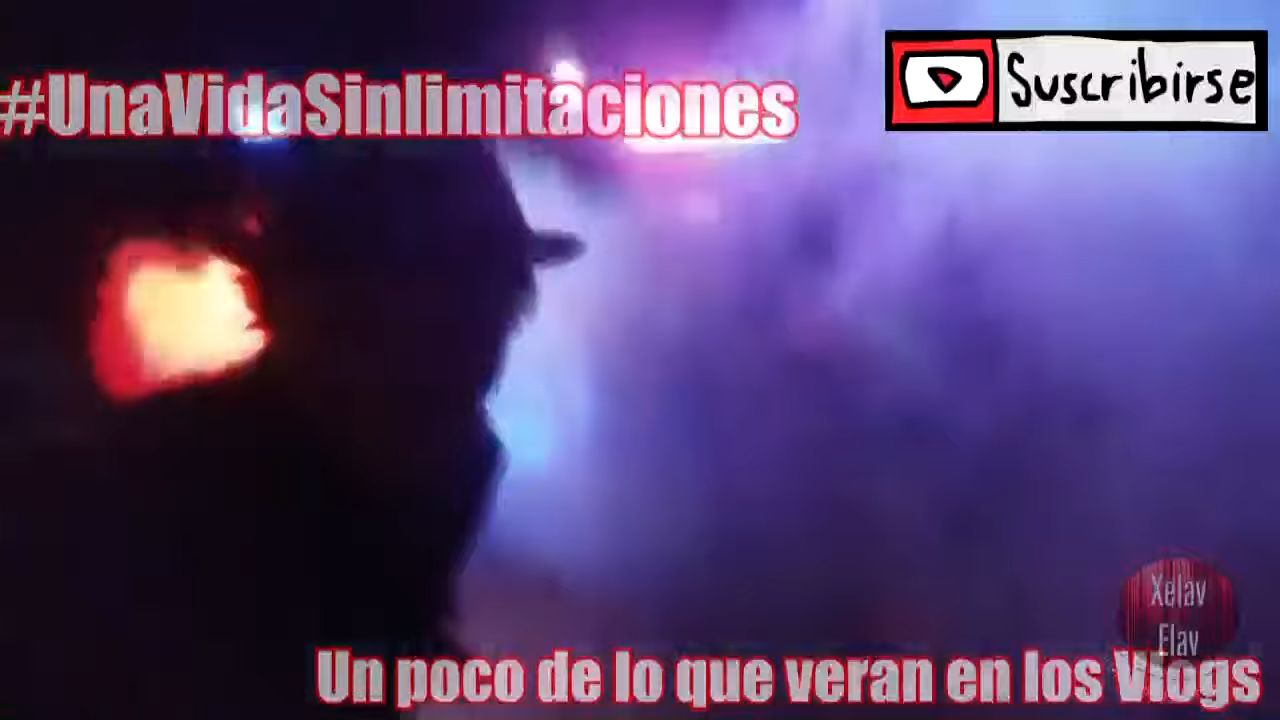 #UnaVidaSinlimitaciones
Suscribirse
Xelav
Elav
Un poco de lo que veran en los Vlogs